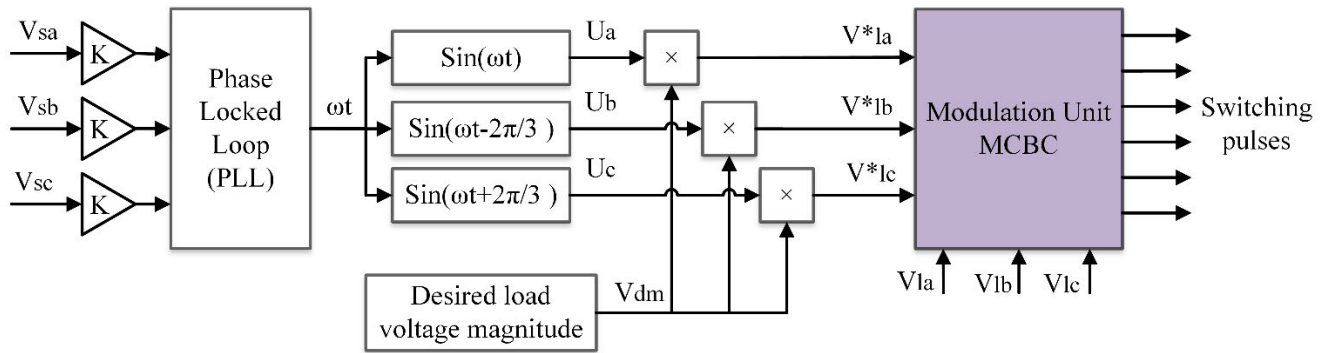 Vsa
K
Vsb
K
Vsc
K
Phase
Locked
Loop
(PLL)
ωt
Sin(ωt)
Sin(ωt-2π/3 )
Sin(ωt+2π/3 )
Ua
Ub
Uc
×
×
×
Desired load
voltage magnitude
Vdm
V*la
V*lb
V*lc
Modulation Unit
MCBC
Vla
Vlb
Vlc
Switching
pulses